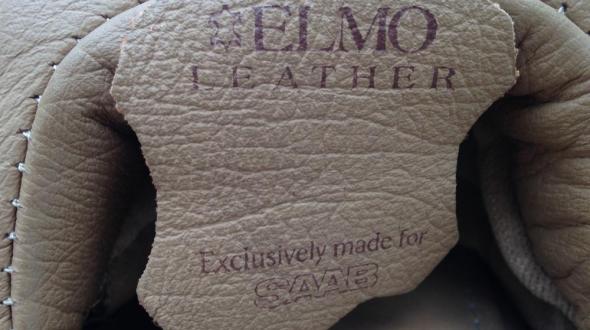 ELMO
LEATHER
Exclusively made for
SAAB